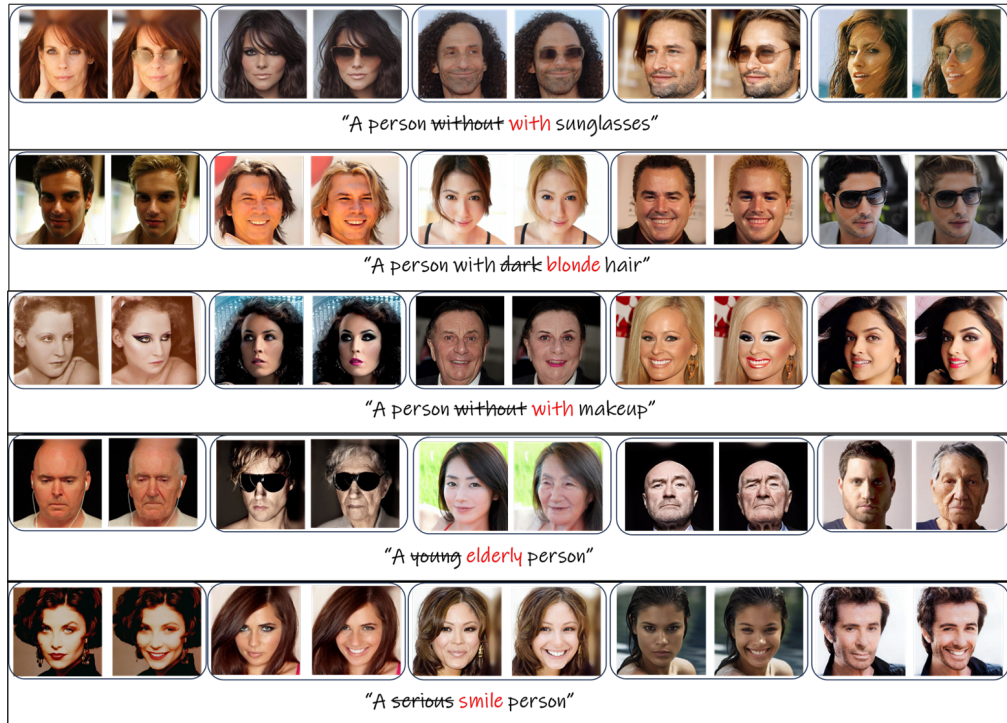 “A person without with sunglasses”
“A person with dark blonde hair”
“A person without with makeup”
“A young elderly person”
“A serious smile person”